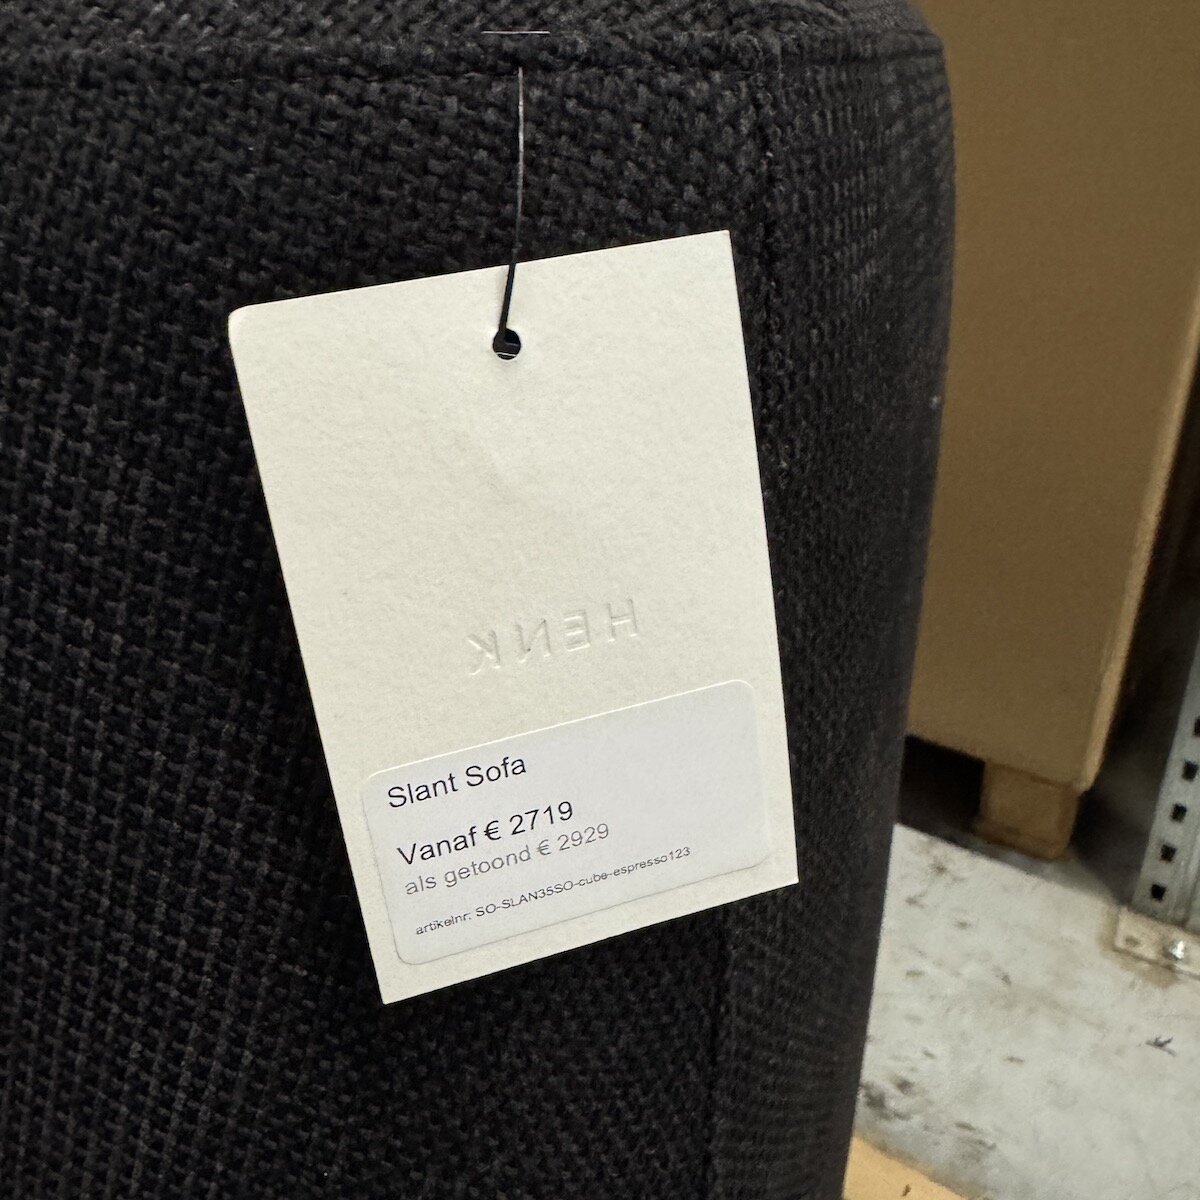 HENK
Slant Sofa
Vanaf € 2719
als getoond € 2929
artikelnr: SO-SLAN35SO-cube-espresso123